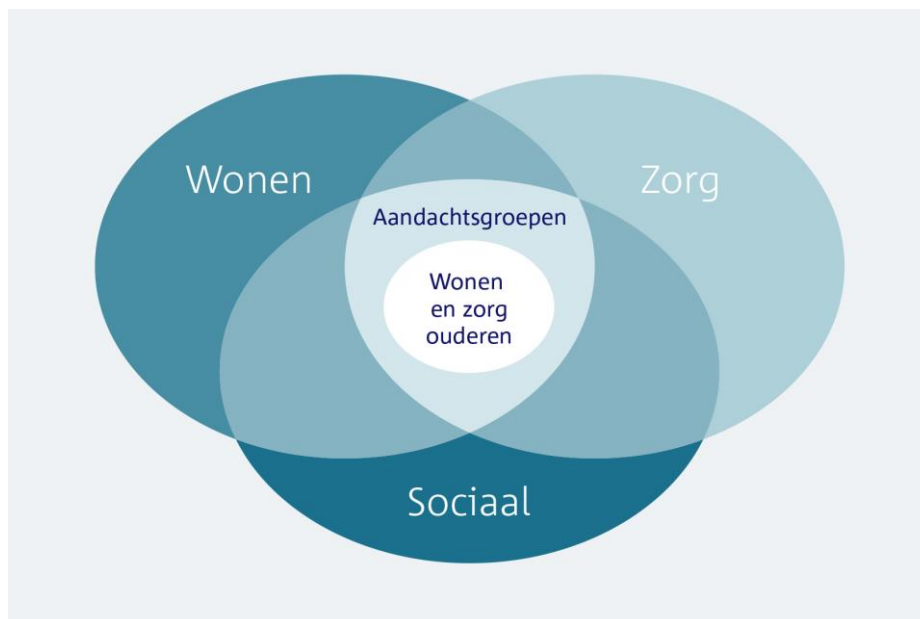 Wonen
Zorg
Aandachtsgroepen
Wonen
en zorg
ouderen
Sociaal